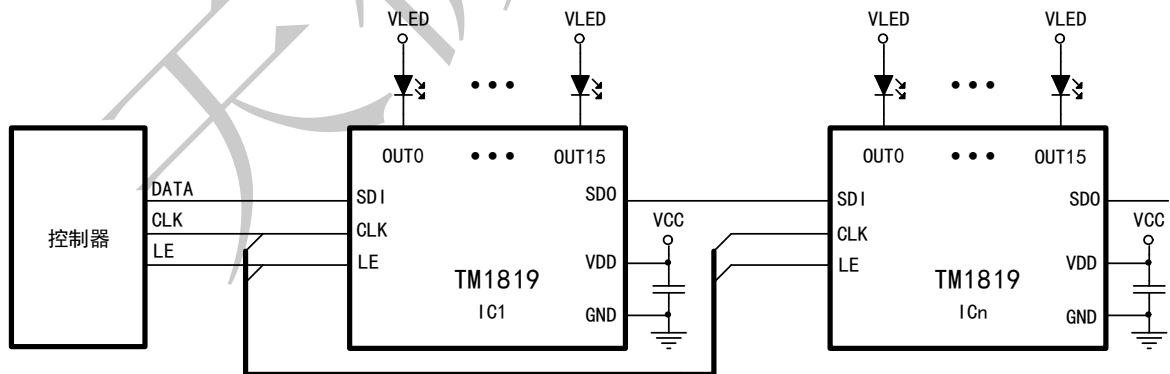 VLED VLED VLED VLED
OUT0 ••• OUT15 OUT0 ••• OUT15
控制器
DATA
CLK
LE
SDI
CLK
LE
SDO
VCC
VDD
GND
TM1819
IC1
SDI
CLK
LE
SDO
VCC
VDD
GND
TM1819
ICn